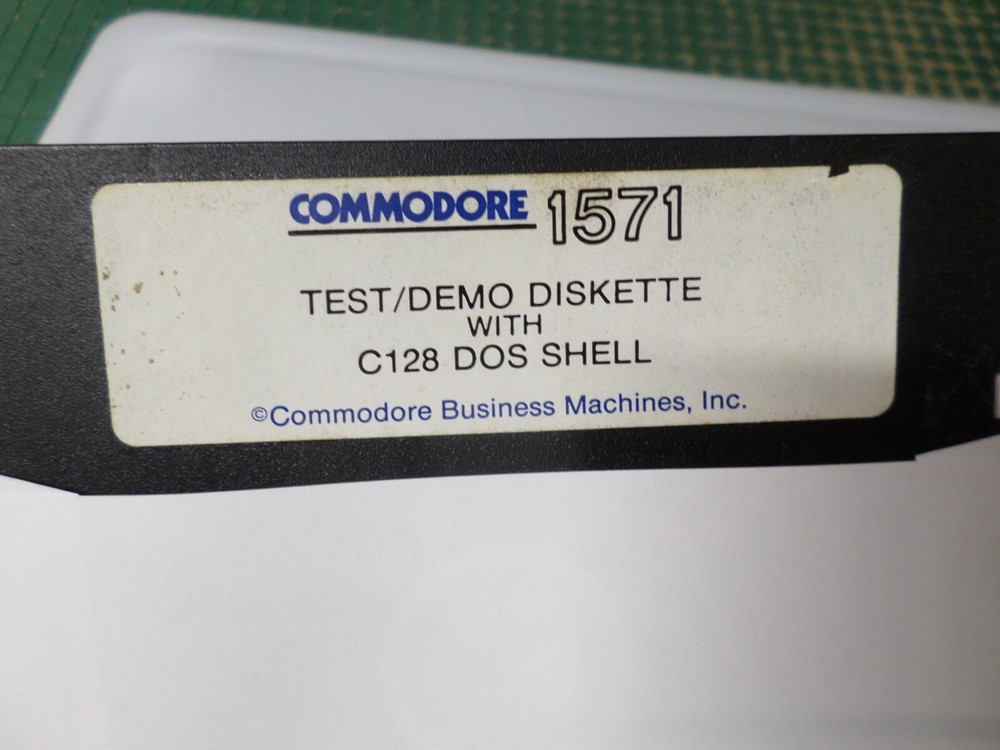 COMMODORE 1571
TEST/DEMO DISKETTE
WITH
C128 DOS SHELL
©Commodore Business Machines, Inc.